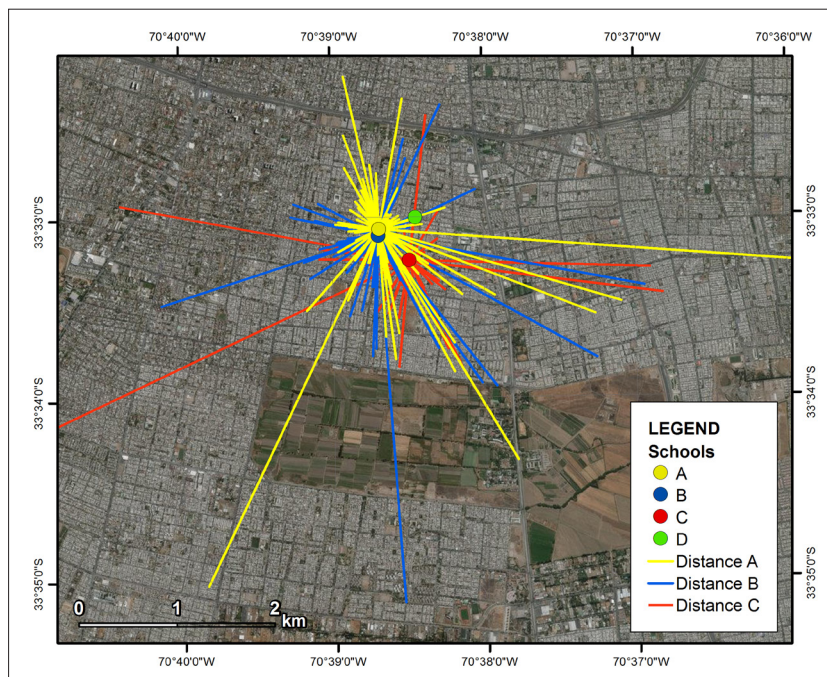 70°40'0"W 70°39'0"W 70°38'0"W 70°37'0"W 70°36'0"W
33°33'0"S 33°33'0"S
33°34'0"S 33°34'0"S
LEGEND
Schools
A
B
C
D
Distance A
Distance B
Distance C
33°35'0"S 33°35'0"S
0 1 2
km
70°40'0"W 70°39'0"W 70°38'0"W 70°37'0"W